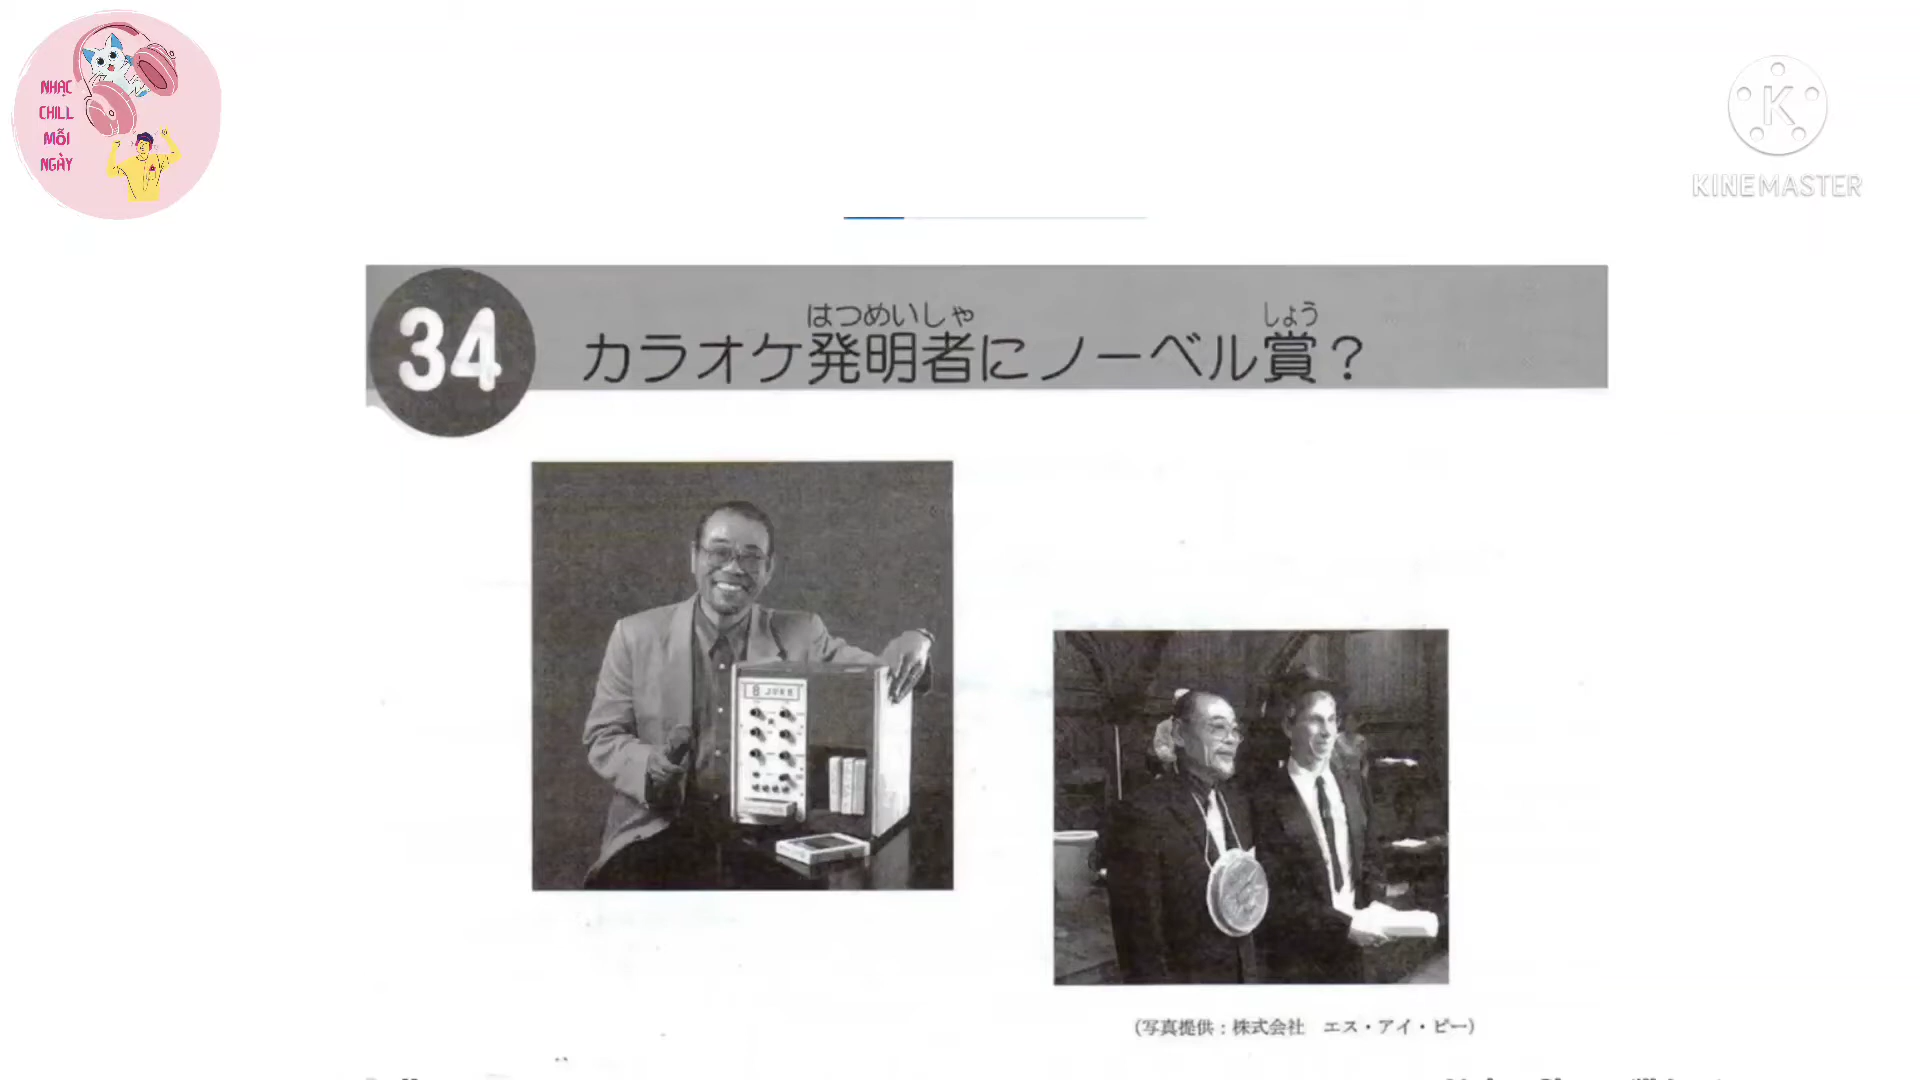 NHẠC
CHILL
MỖI
NGÀY
K
KINEMASTER
34
はつめいしゃ しょう
カラオケ発明者にノーベル賞？
8 JUKE
(写真提供：株式会社 エス・アイ・ピー)